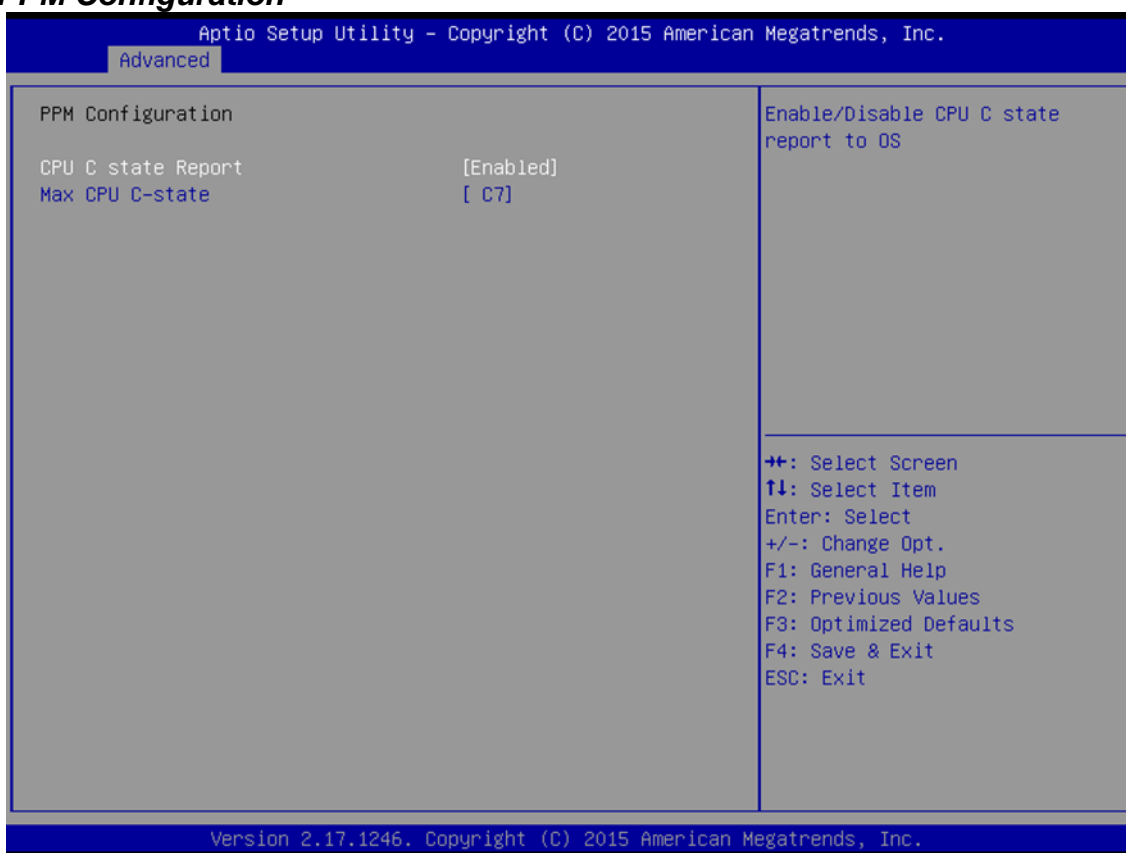 PPM Configuration
Aptio Setup Utility – Copyright (C) 2015 American Megatrends, Inc.
Advanced
PPM Configuration
CPU C state Report [Enabled]
Max CPU C-state [ C7]
Enable/Disable CPU C state
report to OS
→←: Select Screen
↑↓: Select Item
Enter: Select
+/-: Change Opt.
F1: General Help
F2: Previous Values
F3: Optimized Defaults
F4: Save & Exit
ESC: Exit
Version 2.17.1246. Copyright (C) 2015 American Megatrends, Inc.